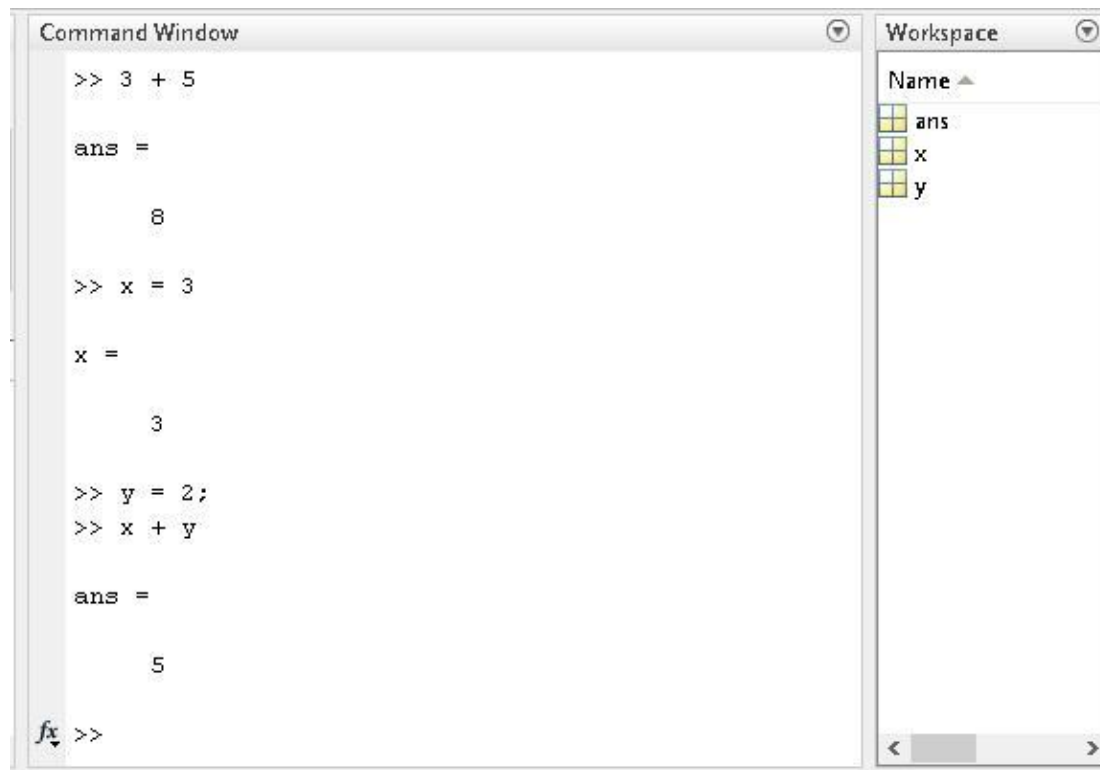 Command Window
>> 3 + 5
ans =
8
>> x = 3
x =
3
>> y = 2;
>> x + y
ans =
5
fx >>
Workspace
Name
ans
x
y